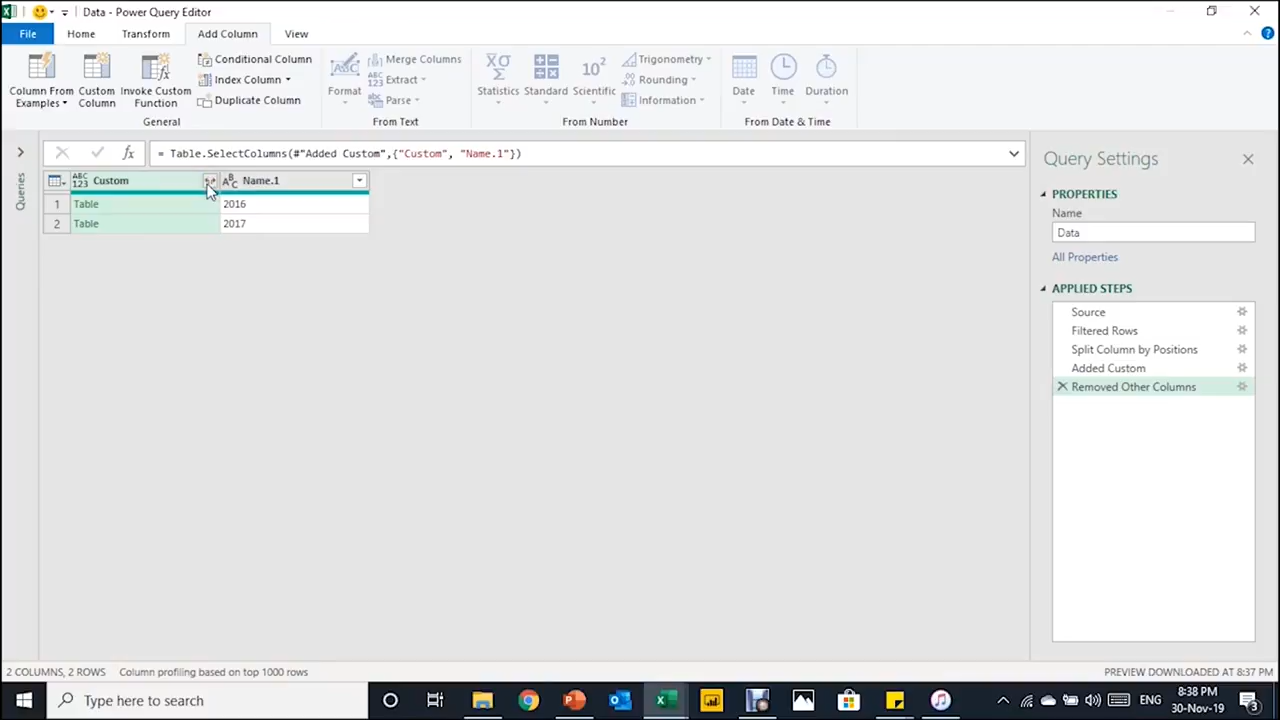 Data - Power Query Editor
File Home Transform Add Column View
Column From Examples
Custom Column
Invoke Custom Function
Conditional Column
Index Column
Duplicate Column
General
Format
Merge Columns
Extract
Parse
From Text
Statistics
Standard
Scientific
Trigonometry
Rounding
Information
From Number
Date
Time
Duration
From Date & Time
= Table.SelectColumns(#"Added Custom",{"Custom", "Name.1"})
Queries
Custom Name.1
1 Table 2016
2 Table 2017
Query Settings
PROPERTIES
Name
Data
All Properties
APPLIED STEPS
Source
Filtered Rows
Split Column by Positions
Added Custom
Removed Other Columns
2 COLUMNS, 2 ROWS Column profiling based on top 1000 rows PREVIEW DOWNLOADED AT 8:37 PM
Type here to search
ENG
8:38 PM
30-Nov-19
3